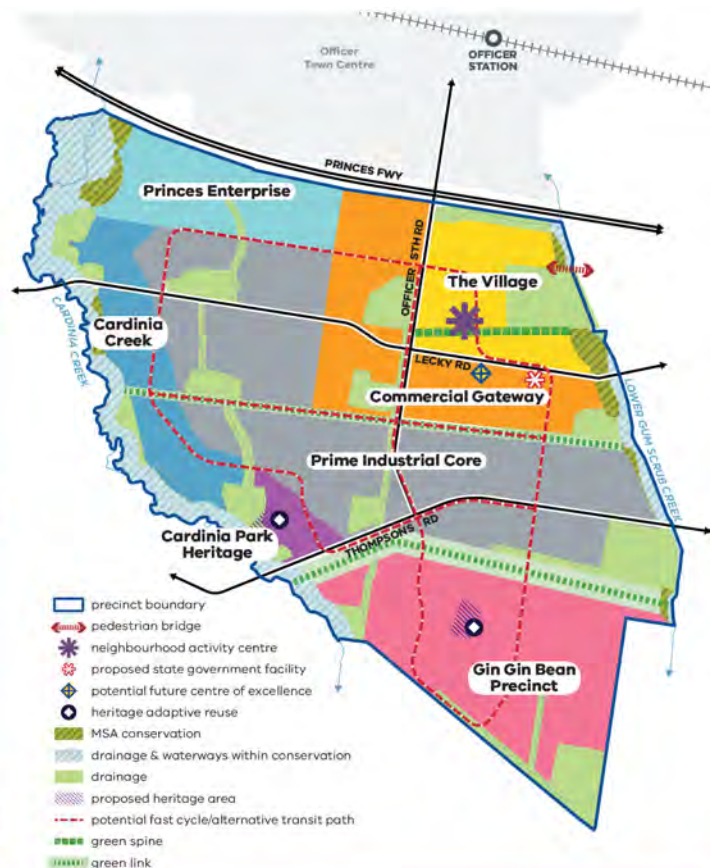 Officer
Town Centre
OFFICER
STATION
PRINCES FWY
Princes Enterprise
OFFICER STH RD
The Village
Cardinia
Creek
CARDINIA CREEK
LECKY RD
Commercial Gateway
LOWER GUM SCRUB CREEK
Prime Industrial Core
Cardinia Park
Heritage
THOMPSONS RD
Gin Gin Bean
Precinct
precinct boundary
pedestrian bridge
neighbourhood activity centre
proposed state government facility
potential future centre of excellence
heritage adaptive reuse
MSA conservation
drainage & waterways within conservation
drainage
proposed heritage area
potential fast cycle/alternative transit path
green spine
green link